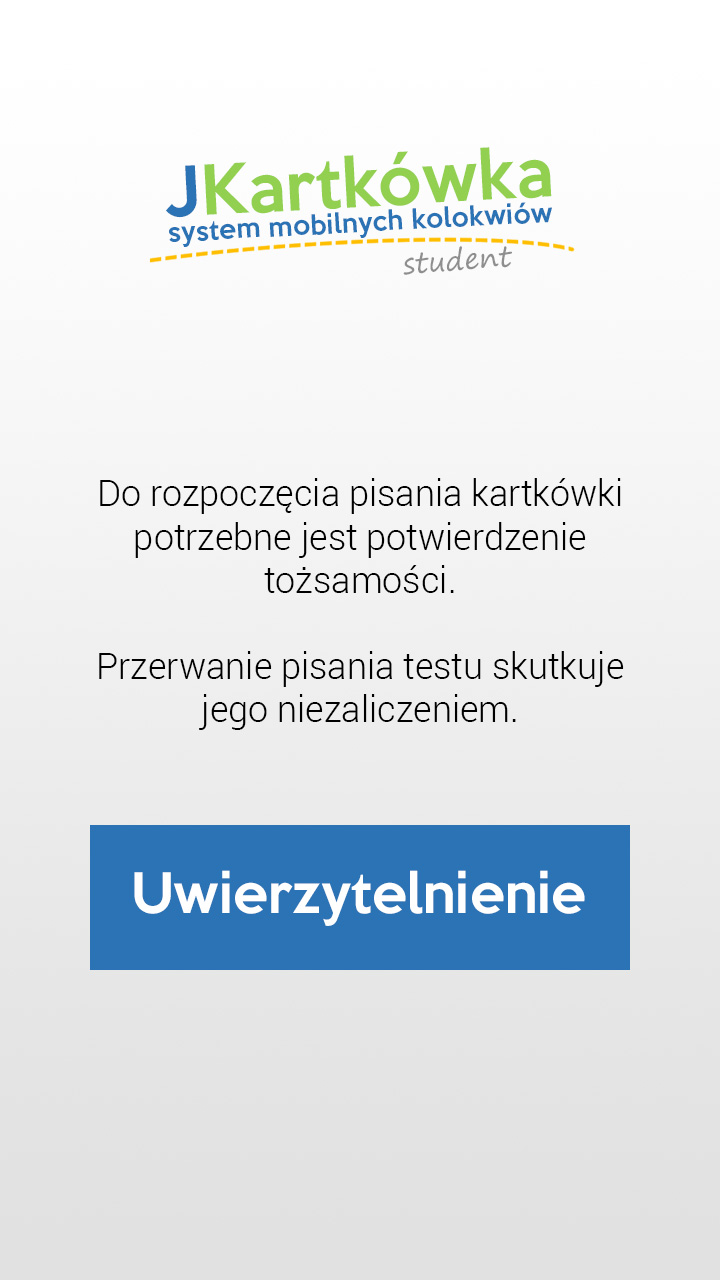 JKartkówka
system mobilnych kolokwiów
student
Do rozpoczęcia pisania kartkówki
potrzebne jest potwierdzenie
tożsamości.
Przerwanie pisania testu skutkuje
jego niezaliczeniem.
Uwierzytelnienie